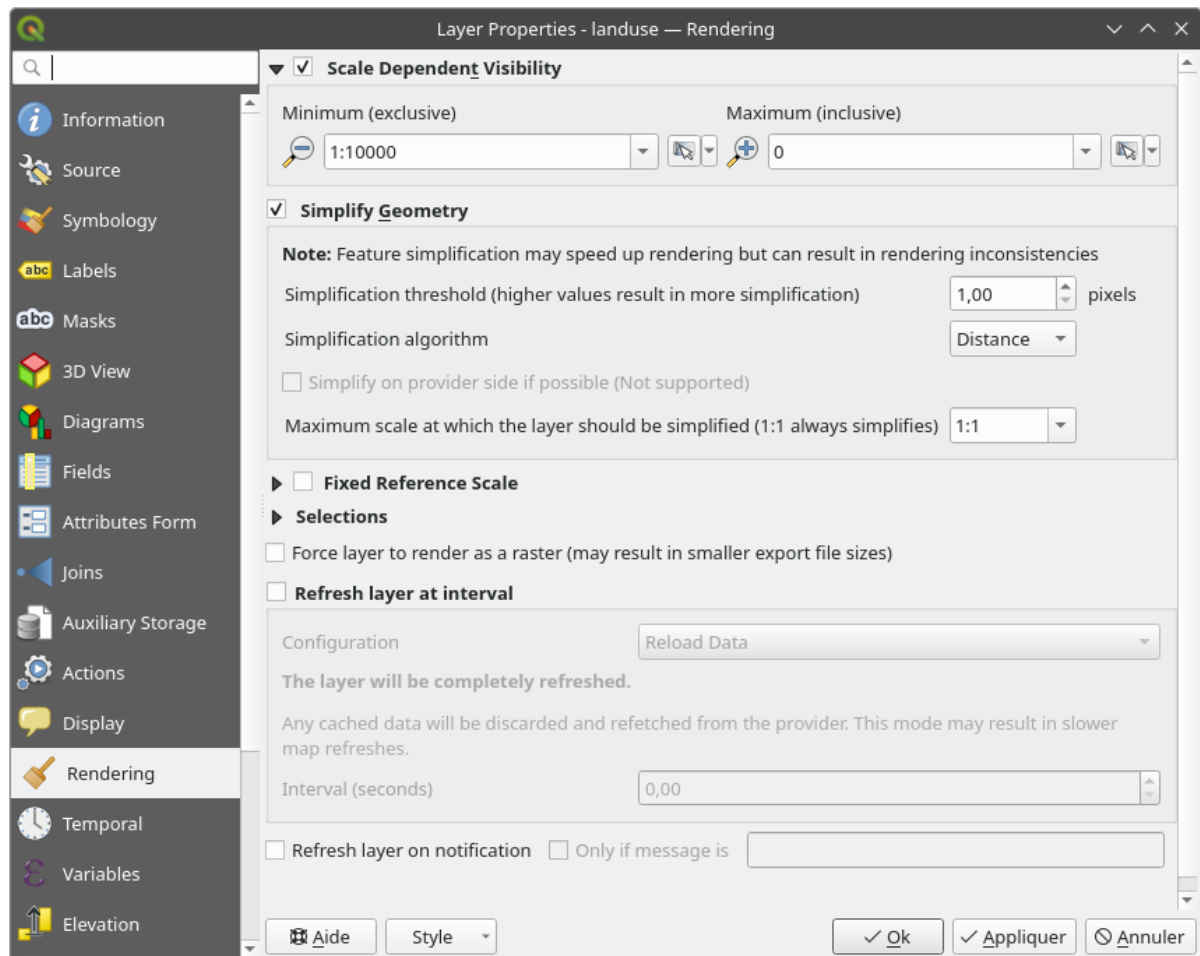 Layer Properties - landuse — Rendering
Information
Source
Symbology
abc Labels
abc Masks
3D View
Diagrams
Fields
Attributes Form
Joins
Auxiliary Storage
Actions
Display
Rendering
Temporal
Variables
Elevation
Scale Dependent Visibility
Minimum (exclusive) Maximum (inclusive)
1:10000 0
Simplify Geometry
Note: Feature simplification may speed up rendering but can result in rendering inconsistencies
Simplification threshold (higher values result in more simplification) 1,00 pixels
Simplification algorithm Distance
Simplify on provider side if possible (Not supported)
Maximum scale at which the layer should be simplified (1:1 always simplifies) 1:1
Fixed Reference Scale
Selections
Force layer to render as a raster (may result in smaller export file sizes)
Refresh layer at interval
Configuration Reload Data
The layer will be completely refreshed.
Any cached data will be discarded and refetched from the provider. This mode may result in slower
map refreshes.
Interval (seconds) 0,00
Refresh layer on notification Only if message is
Aide Style Ok Appliquer Annuler